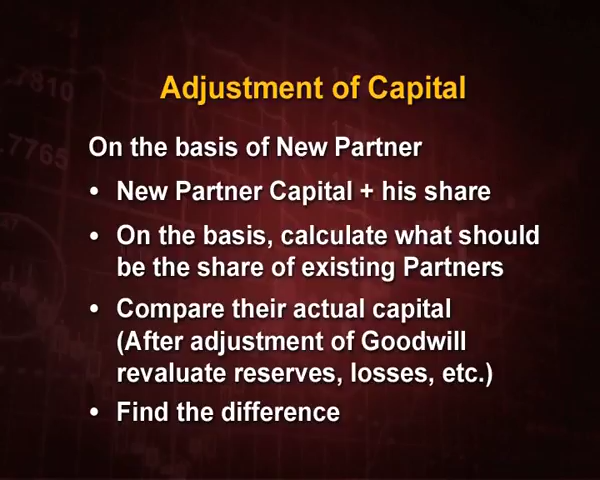 .7810
.7765
Adjustment of Capital
On the basis of New Partner
• New Partner Capital + his share
• On the basis, calculate what should
be the share of existing Partners
• Compare their actual capital
(After adjustment of Goodwill
revaluate reserves, losses, etc.)
• Find the difference